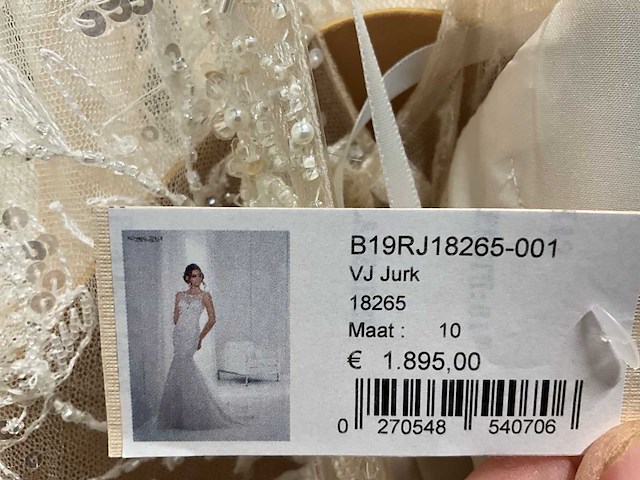 B19RJ18265-001
VJ Jurk
18265
Maat : 10
€ 1.895,00
0 270548 540706